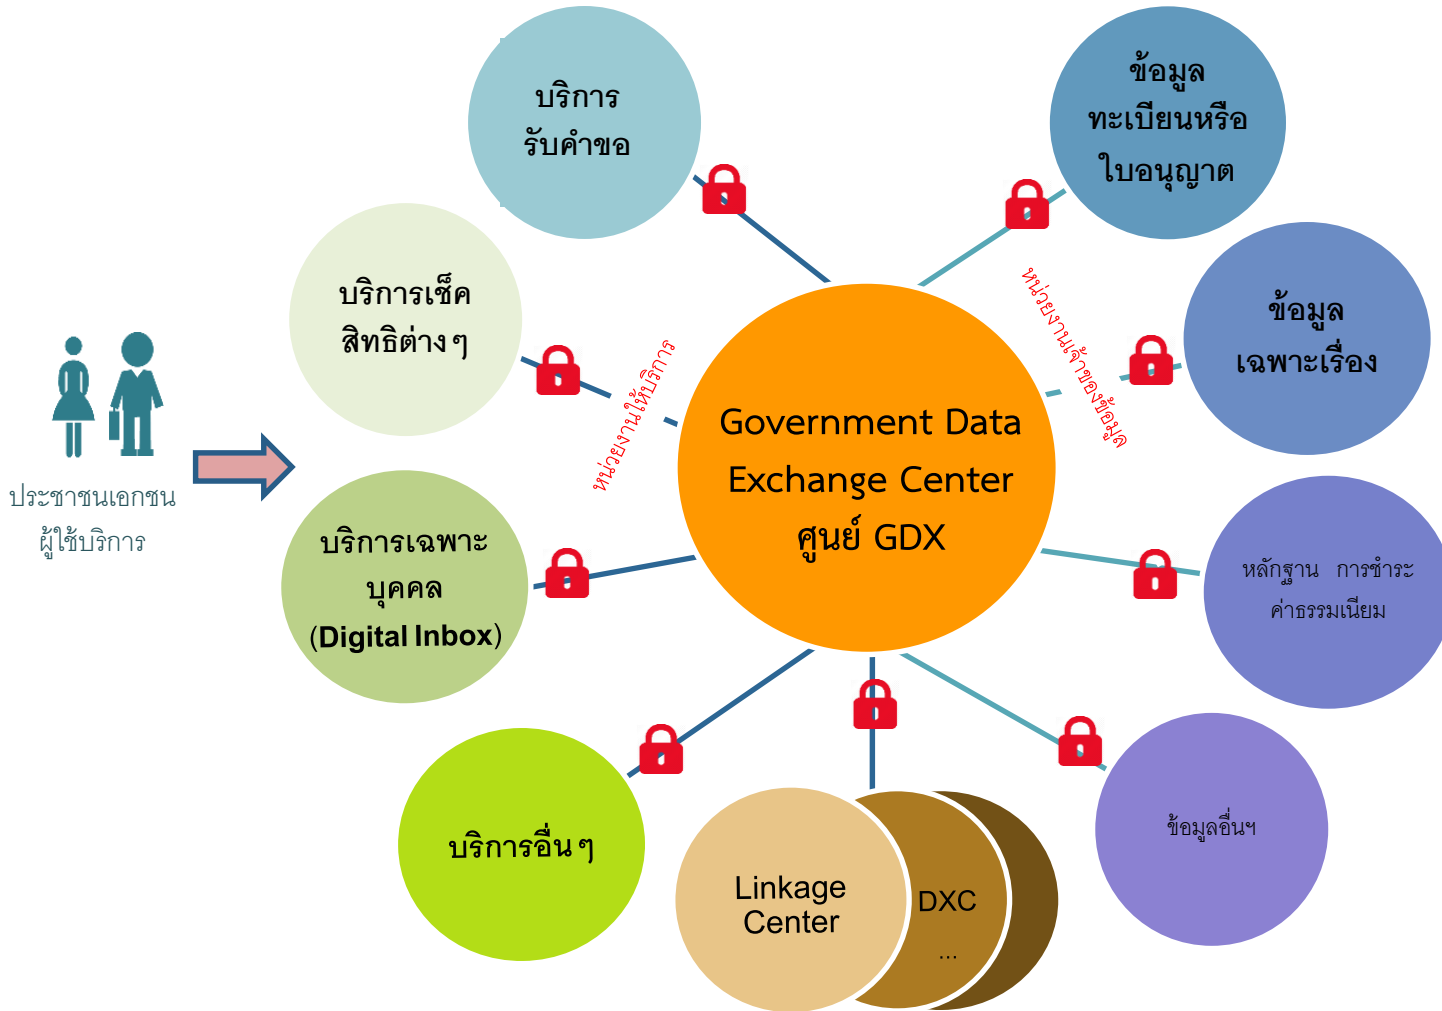 บริการ
รับคำขอ
ข้อมูล
ทะเบียนหรือ
ใบอนุญาต
บริการเช็ค
สิทธิต่าง ๆ
ข้อมูล
เฉพาะเรื่อง
หน่วยงานให้บริการ
หน่วยงานเจ้าของข้อมูล
Government Data
Exchange Center
ศูนย์ GDX
ประชาชนเอกชน
ผู้ใช้บริการ
บริการเฉพาะ
บุคคล
(Digital Inbox)
หลักฐาน การชำระ
ค่าธรรมเนียม
บริการอื่น ๆ
Linkage
Center
DXC
...
ข้อมูลอื่นฯ